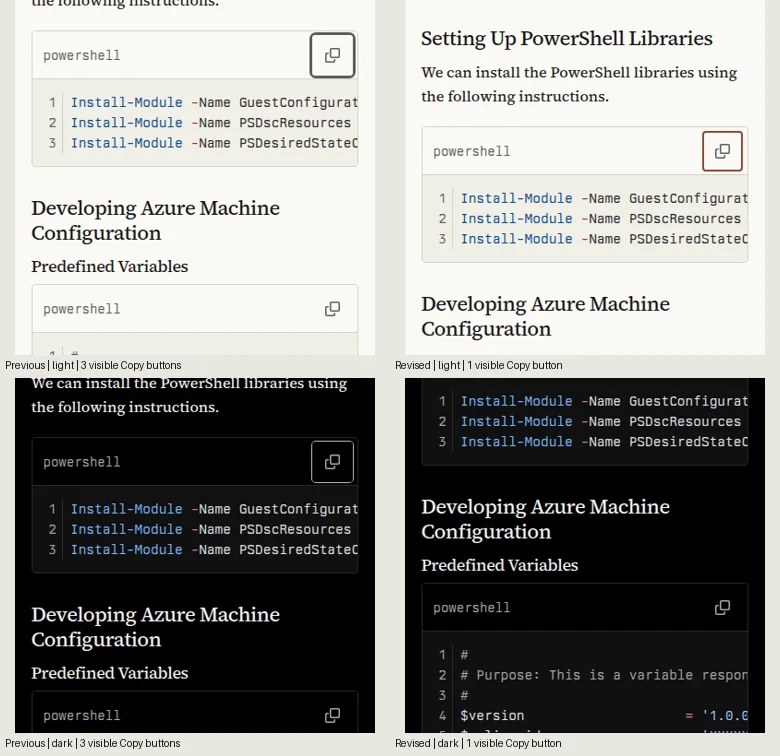 the following instructions.
powershell
1 Install-Module -Name GuestConfigurat
2 Install-Module -Name PSDscResources
3 Install-Module -Name PSDesiredStateC
Developing Azure Machine
Configuration
Predefined Variables
powershell
1 #
Previous | light | 3 visible Copy buttons
Setting Up PowerShell Libraries
We can install the PowerShell libraries using
the following instructions.
powershell
1 Install-Module -Name GuestConfigurat
2 Install-Module -Name PSDscResources
3 Install-Module -Name PSDesiredStateC
Developing Azure Machine
Configuration
Revised | light | 1 visible Copy button
We can install the PowerShell libraries using
the following instructions.
powershell
1 Install-Module -Name GuestConfigurat
2 Install-Module -Name PSDscResources
3 Install-Module -Name PSDesiredStateC
Developing Azure Machine
Configuration
Predefined Variables
powershell
Previous | dark | 3 visible Copy buttons
1 Install-Module -Name GuestConfigurat
2 Install-Module -Name PSDscResources
3 Install-Module -Name PSDesiredStateC
Developing Azure Machine
Configuration
Predefined Variables
powershell
1 #
2 # Purpose: This is a variable respon
3 #
4 $version = '1.0.0
Revised | dark | 1 visible Copy button